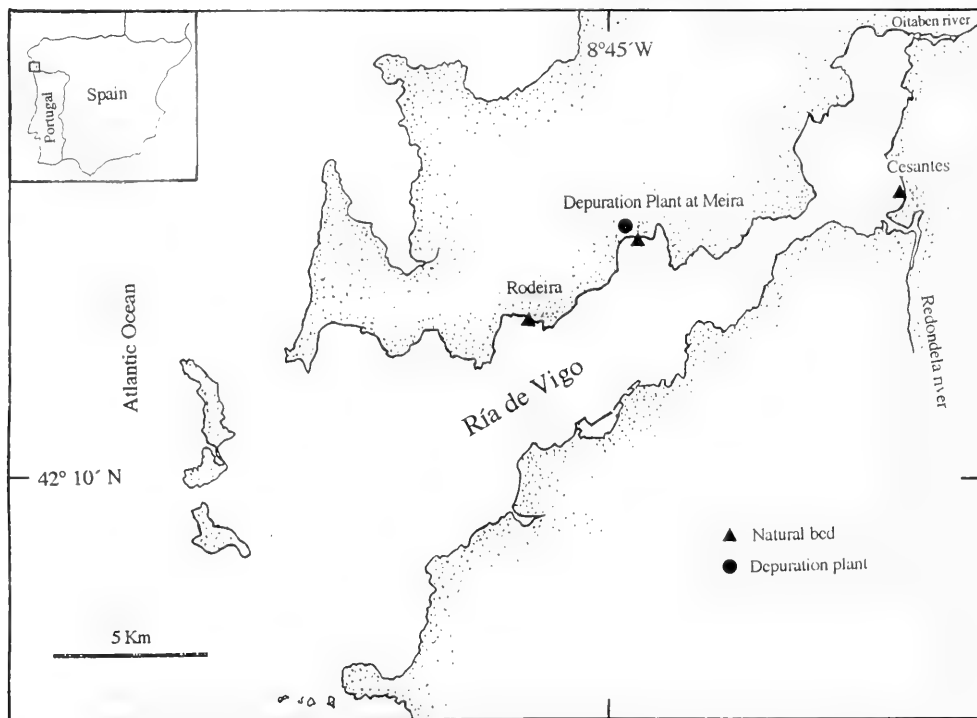 Oitaben river
8°45´W
Spain
Portugal
Cesantes
Depuration Plant at Meira
Rodeira
Redondela river
Atlantic Ocean
Ría de Vigo
42° 10´ N
Natural bed
Depuration plant
5 Km